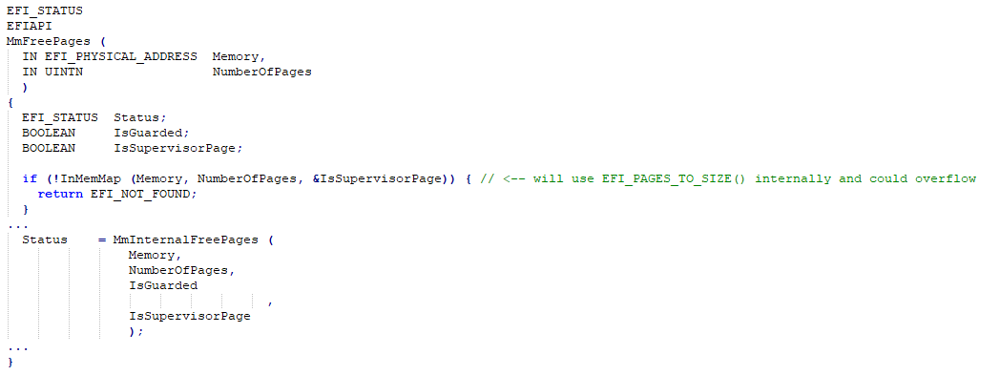 EFI_STATUS
EFIAPI
MmFreePages (
  IN EFI_PHYSICAL_ADDRESS  Memory,
  IN UINTN                 NumberOfPages
  )
{
  EFI_STATUS  Status;
  BOOLEAN     IsGuarded;
  BOOLEAN     IsSupervisorPage;

  if (!InMemMap (Memory, NumberOfPages, &IsSupervisorPage)) { // <-- will use EFI_PAGES_TO_SIZE() internally and could overflow
    return EFI_NOT_FOUND;
  }
...
  Status    = MmInternalFreePages (
                Memory,
                NumberOfPages,
                IsGuarded
                                  ,
                IsSupervisorPage
                );
...
}